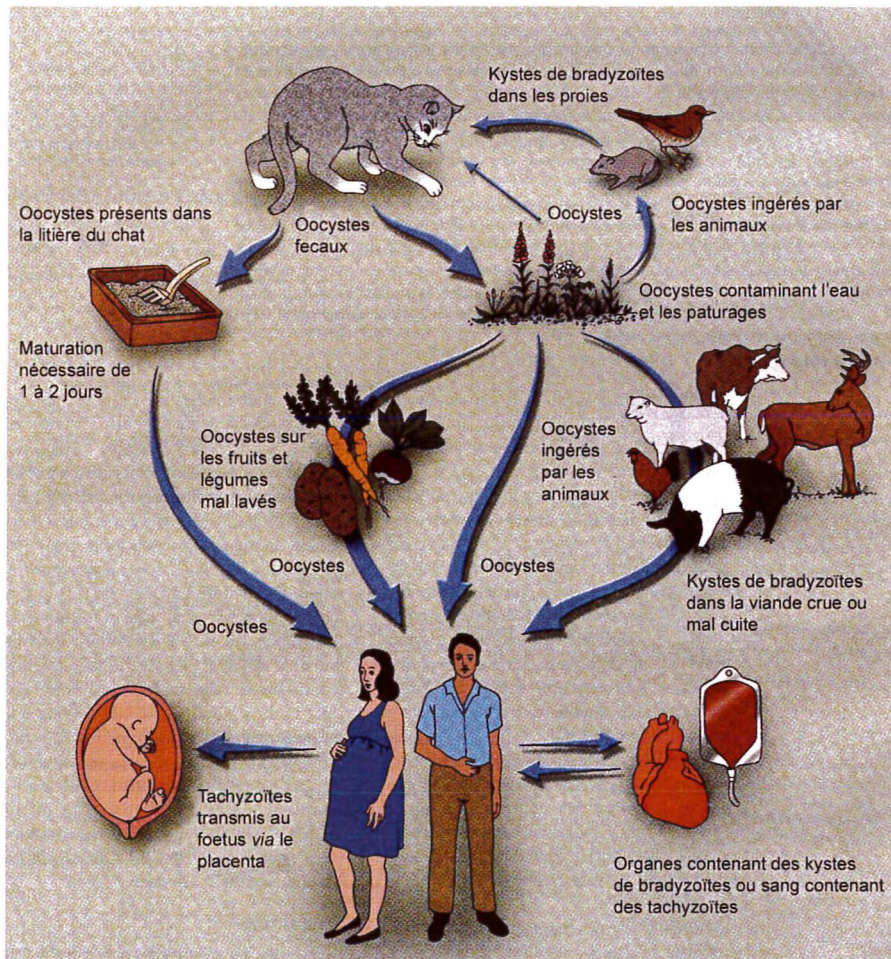 Kystes de bradyzoïtes
dans les proies
Oocystes présents dans
la litière du chat
Oocystes
fecaux
Oocystes
Oocystes ingérés par
les animaux
Oocystes contaminant l'eau
et les paturages
Maturation
nécessaire de
1 à 2 jours
Oocystes sur
les fruits et
légumes
mal lavés
Oocystes
ingérés
par les
animaux
Oocystes
Oocystes
Kystes de bradyzoïtes
dans la viande crue ou
mal cuite
Oocystes
Tachyzoïtes
transmis au
foetus via le
placenta
Organes contenant des kystes
de bradyzoïtes ou sang contenant
des tachyzoïtes